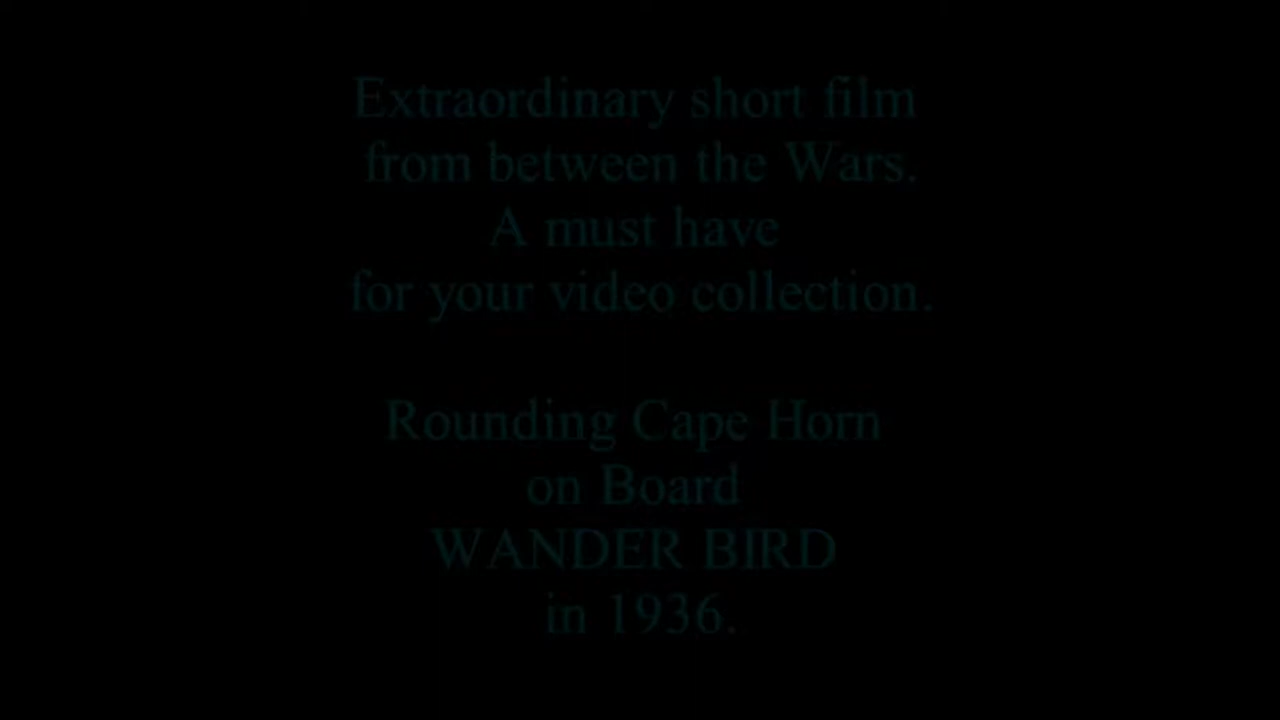 Extraordinary short film
from between the Wars.
A must have
for your video collection.
Rounding Cape Horn
on Board
WANDER BIRD
in 1936.